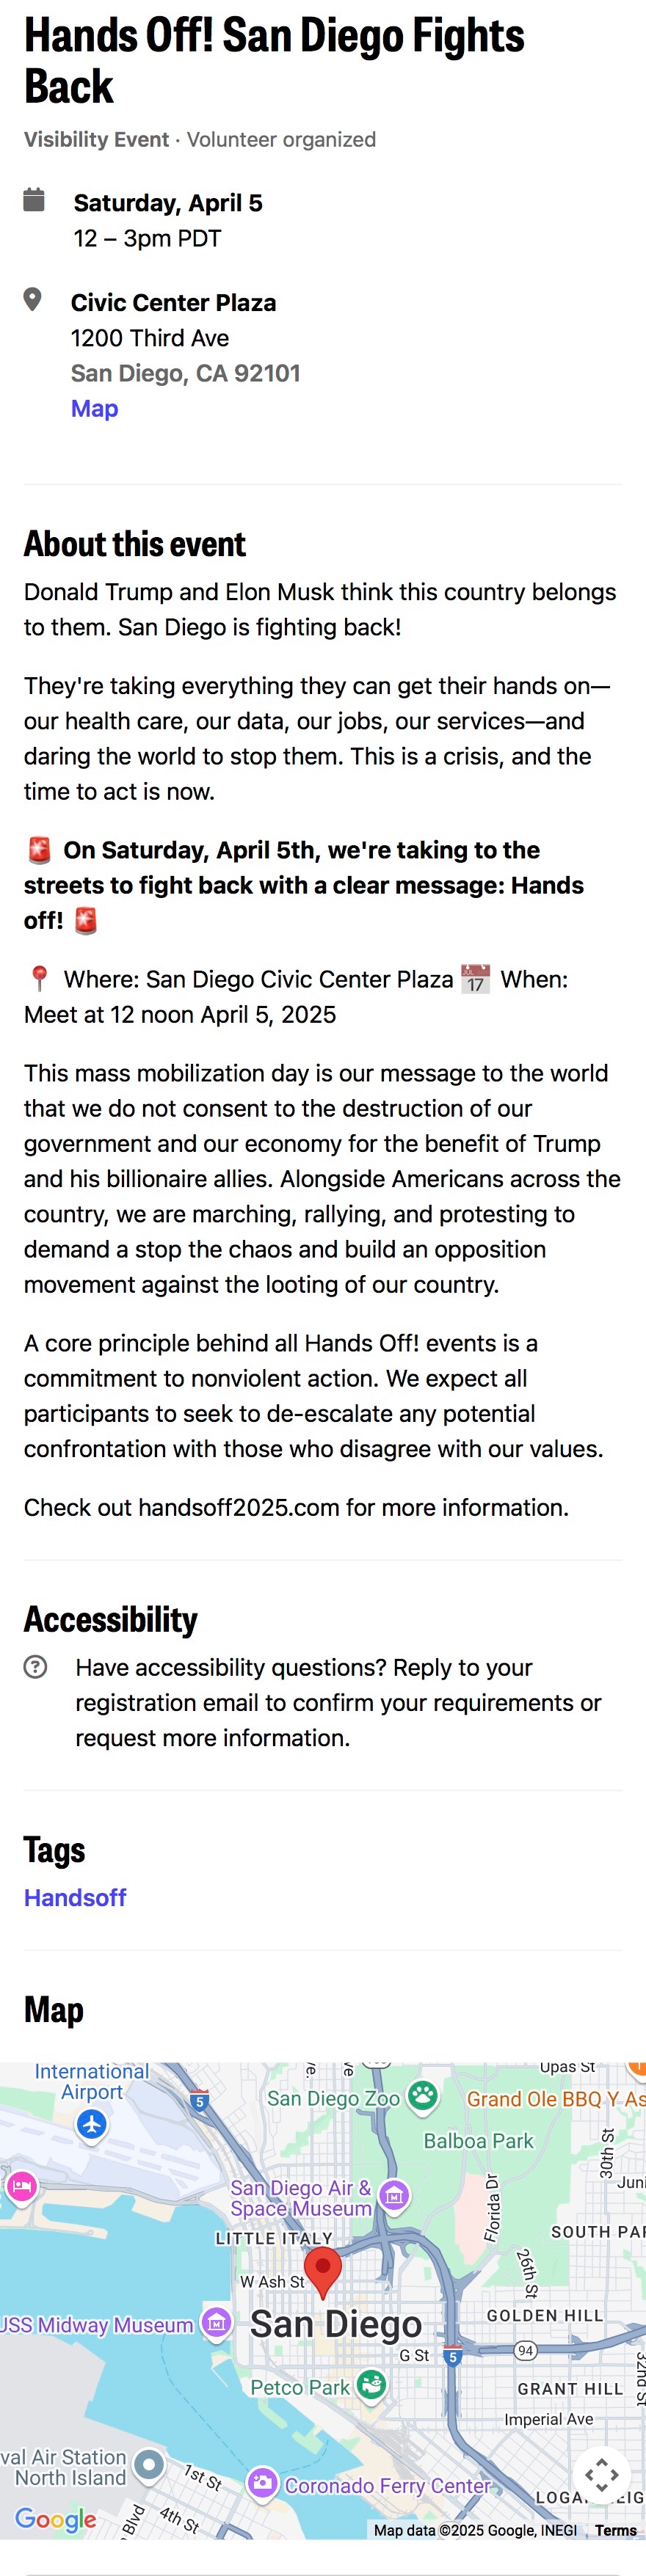 Hands Off! San Diego Fights
Back
Visibility Event · Volunteer organized
Saturday, April 5
12 – 3pm PDT
Civic Center Plaza
1200 Third Ave
San Diego, CA 92101
Map
About this event
Donald Trump and Elon Musk think this country belongs
to them. San Diego is fighting back!
They're taking everything they can get their hands on—
our health care, our data, our jobs, our services—and
daring the world to stop them. This is a crisis, and the
time to act is now.
🚨 On Saturday, April 5th, we're taking to the
streets to fight back with a clear message: Hands
off! 🚨
📍 Where: San Diego Civic Center Plaza 📅 When:
Meet at 12 noon April 5, 2025
This mass mobilization day is our message to the world
that we do not consent to the destruction of our
government and our economy for the benefit of Trump
and his billionaire allies. Alongside Americans across the
country, we are marching, rallying, and protesting to
demand a stop the chaos and build an opposition
movement against the looting of our country.
A core principle behind all Hands Off! events is a
commitment to nonviolent action. We expect all
participants to seek to de-escalate any potential
confrontation with those who disagree with our values.
Check out handsoff2025.com for more information.
Accessibility
Have accessibility questions? Reply to your
registration email to confirm your requirements or
request more information.
Tags
Handsoff
Map
International
Airport
5
San Diego Zoo
Upas St
Grand Ole BBQ Y As
Balboa Park
30th St
San Diego Air &
Space Museum
Florida Dr
Juni
LITTLE ITALY
SOUTH PAR
W Ash St
26th St
USS Midway Museum
San Diego
GOLDEN HILL
G St
5
94
Petco Park
GRANT HILL
32nd St
Imperial Ave
val Air Station
North Island
1st St
Coronado Ferry Center
LOGA
EIG
4th St
Blvd
Google
Map data ©2025 Google, INEGI
Terms